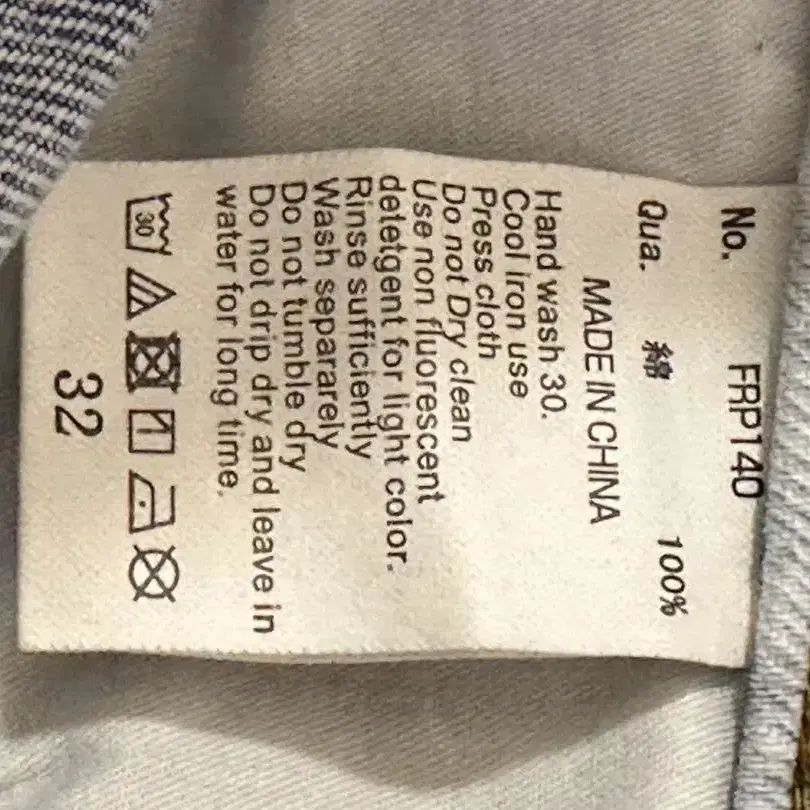 No. FRP140
Qua. 綿 100%
MADE IN CHINA
Hand wash 30.
Cool iron use
Press cloth
Do not Dry clean
Use non fluorescent
detetgent for light color.
Rinse sufficiently
Wash separarely
Do not tumble dry
Do not drip dry and leave in
water for long time.
30
32